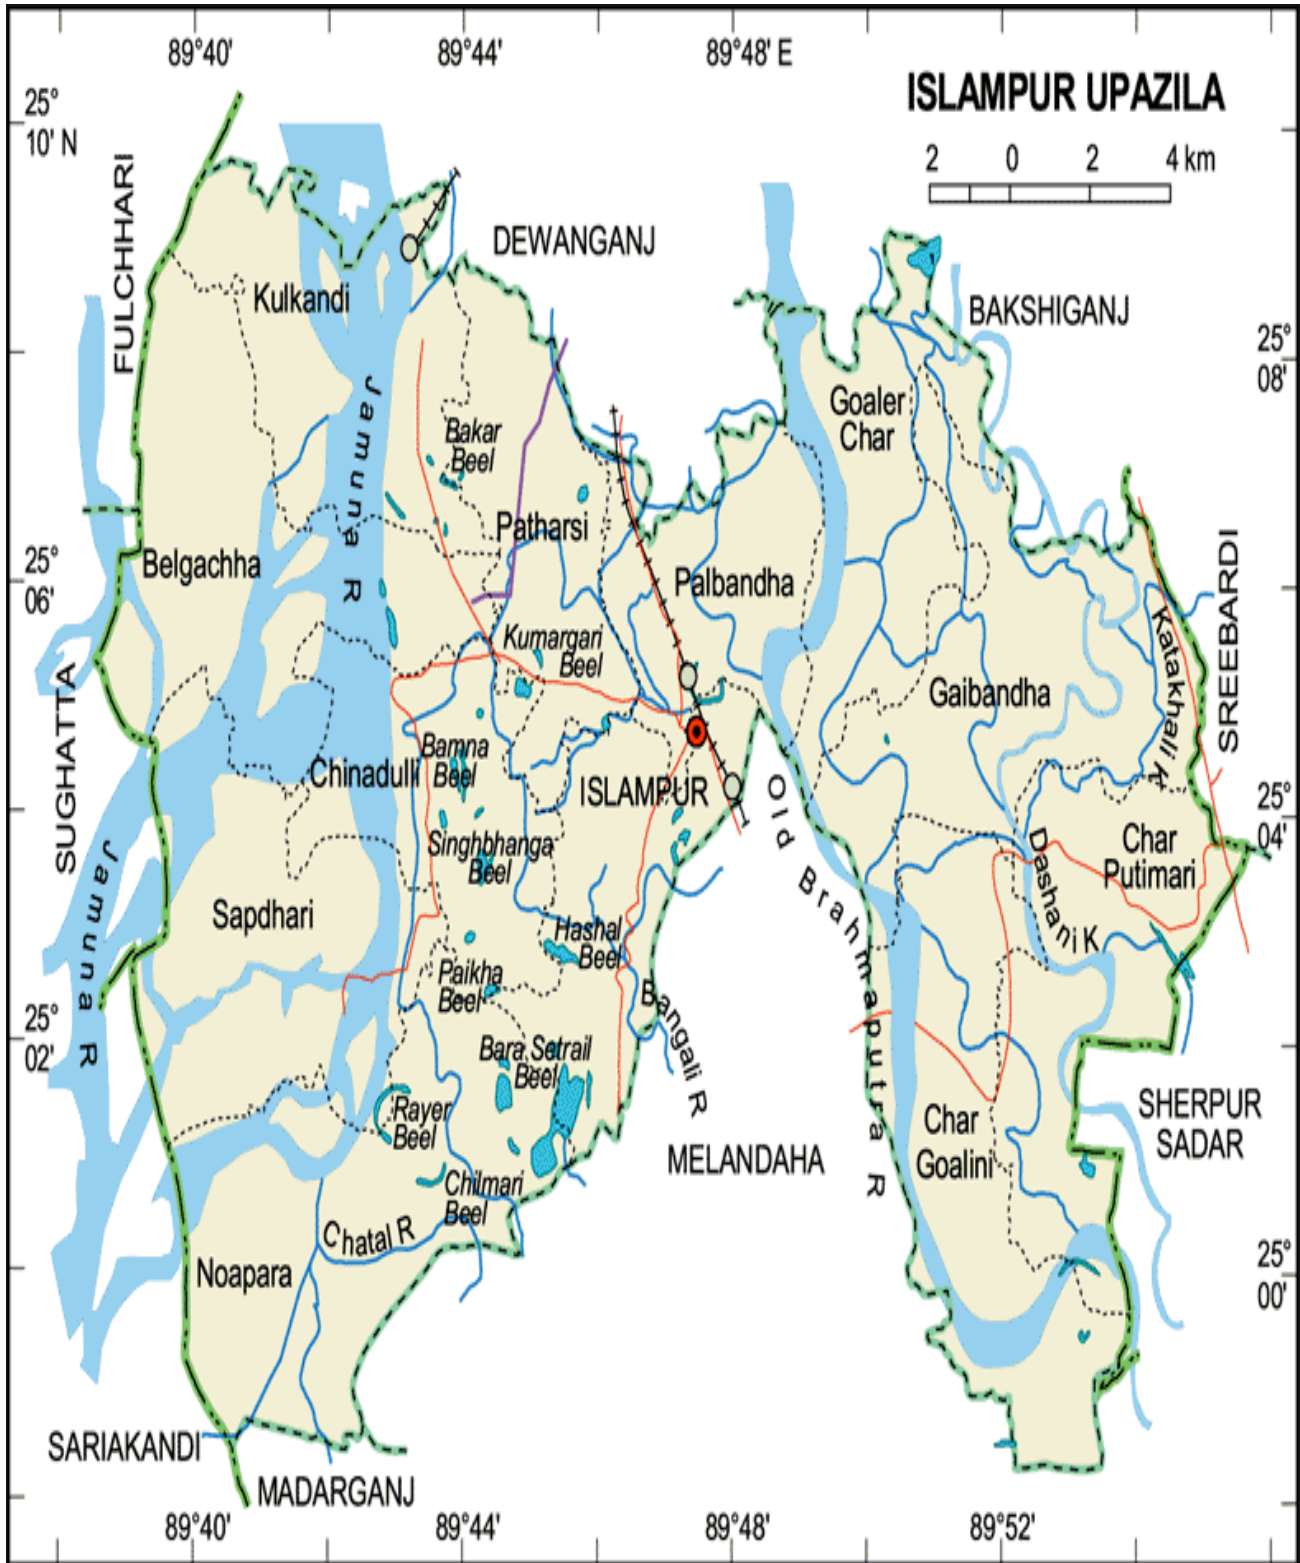 89°40'
89°44'
89°48' E
ISLAMPUR UPAZILA
25°
10' N
2 0 2 4 km
FULCHHARI
DEWANGANJ
BAKSHIGANJ
Kulkandi
25°
08'
Jamuna R
Goaler
Char
Bakar
Beel
Patharsi
25°
06'
Belgachha
Palbandha
SREEBARDI
Katakhali K
Kumargari
Beel
SUGHATTA
Gaibandha
Bamna
Beel
Chinadulli
ISLAMPUR
Old Brahmaputra R
25°
04'
Singhbhanga
Beel
Dashani K
Char
Putimari
Jamuna R
Sapdhari
Hashal
Beel
Paikha
Beel
Bangali R
25°
02'
Bara Setrail
Beel
Rayer
Beel
Char
Goalini
SHERPUR
SADAR
MELANDAHA
Chilmari
Beel
Chatal R
Noapara
25°
00'
SARIAKANDI
MADARGANJ
89°40'
89°44'
89°48'
89°52'